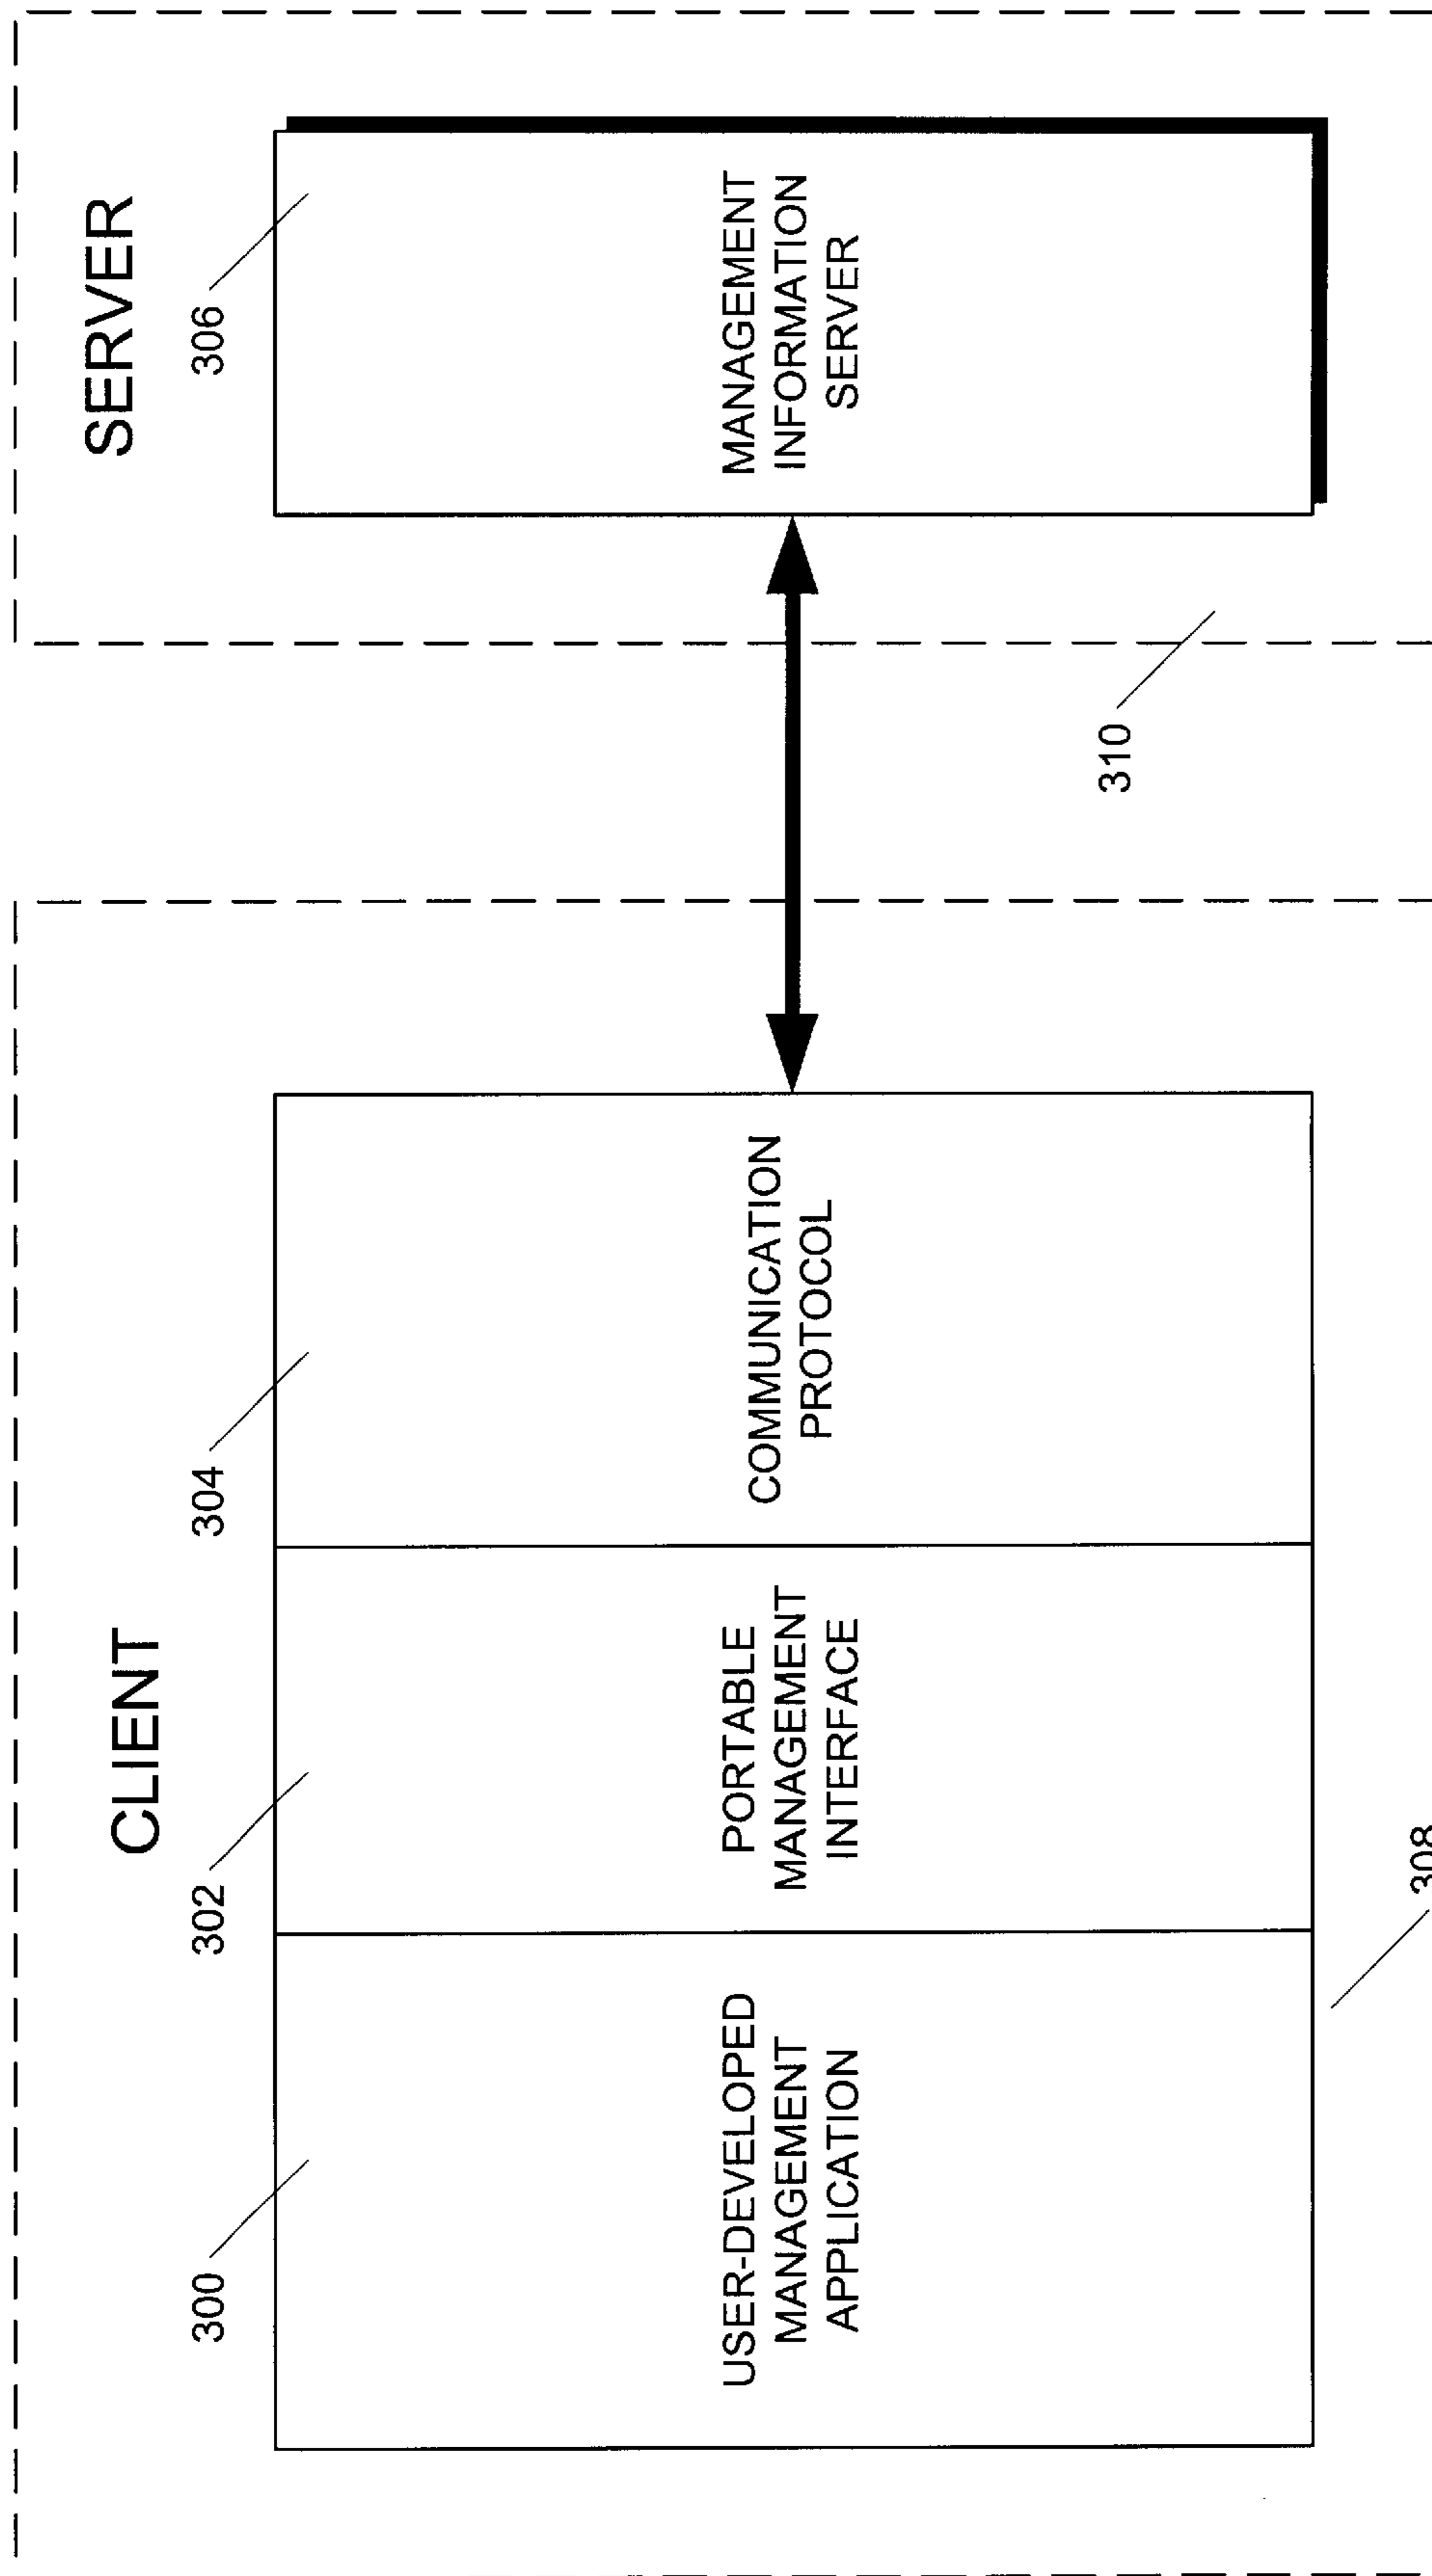 CLIENT
SERVER
300
302
304
306
USER-DEVELOPED
MANAGEMENT
APPLICATION
PORTABLE
MANAGEMENT
INTERFACE
COMMUNICATION
PROTOCOL
MANAGEMENT
INFORMATION
SERVER
310
308